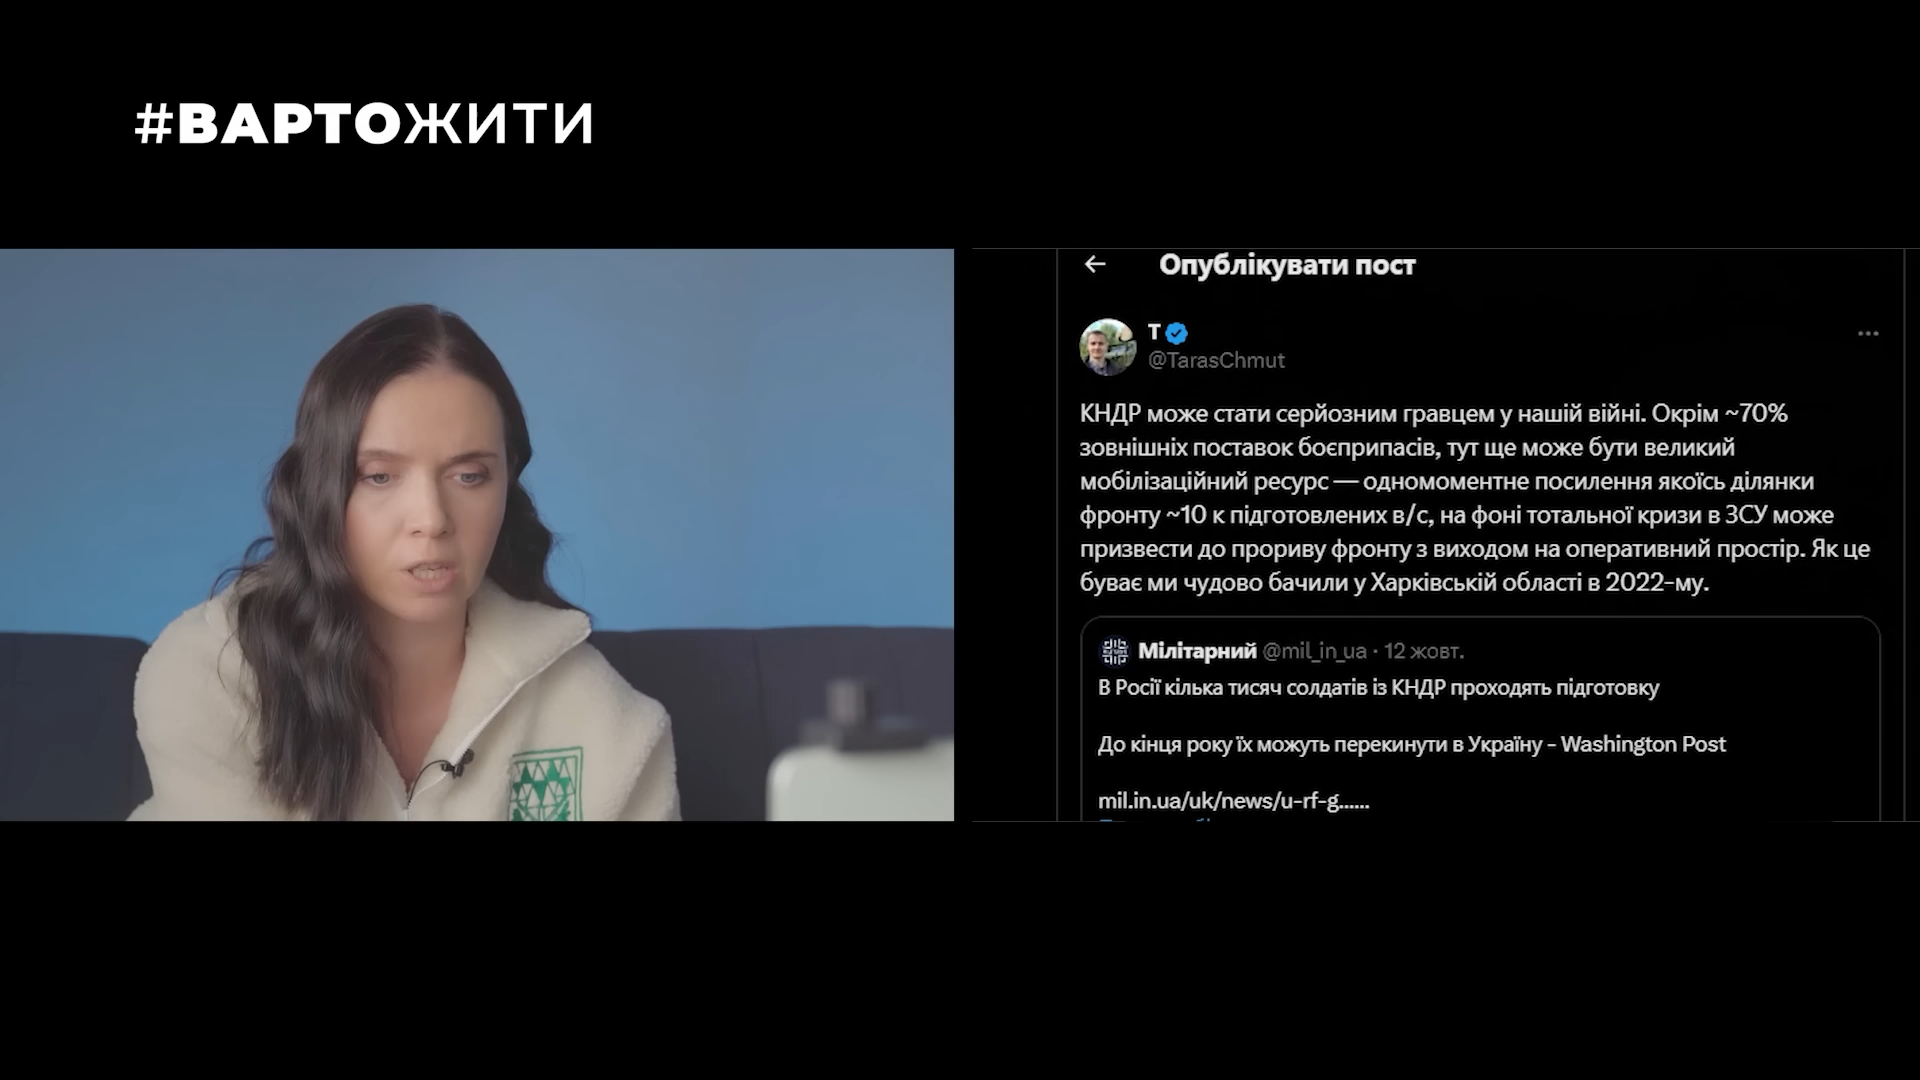 #ВАРТОЖИТИ
Опублікувати пост
T
@TarasChmut
КНДР може стати серйозним гравцем у нашій війні. Окрім ~70%
зовнішніх поставок боєприпасів, тут ще може бути великий
мобілізаційний ресурс — одномоментне посилення якоїсь ділянки
фронту ~10 к підготовлених в/с, на фоні тотальної кризи в ЗСУ може
призвести до прориву фронту з виходом на оперативний простір. Як це
буває ми чудово бачили у Харківській області в 2022-му.
Мілітарний @mil_in_ua · 12 жовт.
В Росії кілька тисяч солдатів із КНДР проходять підготовку
До кінця року їх можуть перекинути в Україну - Washington Post
mil.in.ua/uk/news/u-rf-g......